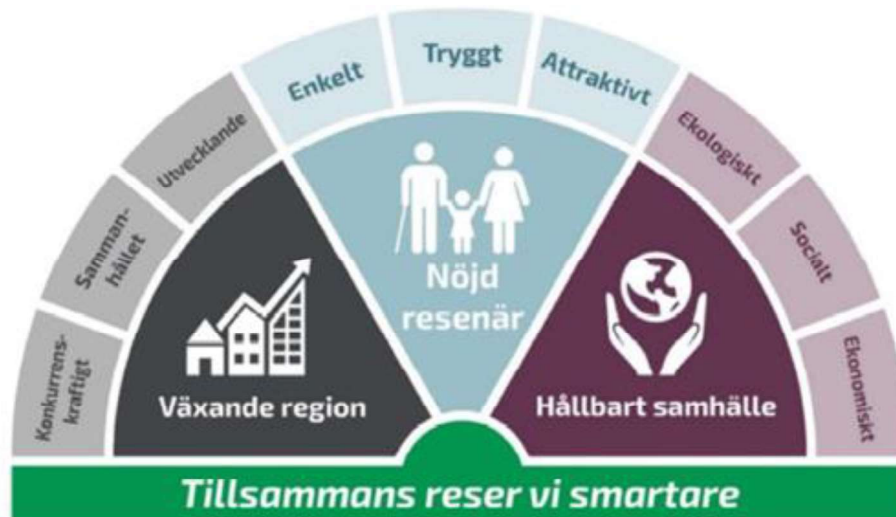 Konkurrens-
kraftigt
Samman-
hållet
Utvecklande
Enkelt
Tryggt
Attraktivt
Ekologiskt
Socialt
Ekonomiskt
Växande region
Nöjd
resenär
Hållbart samhälle
Tillsammans reser vi smartare